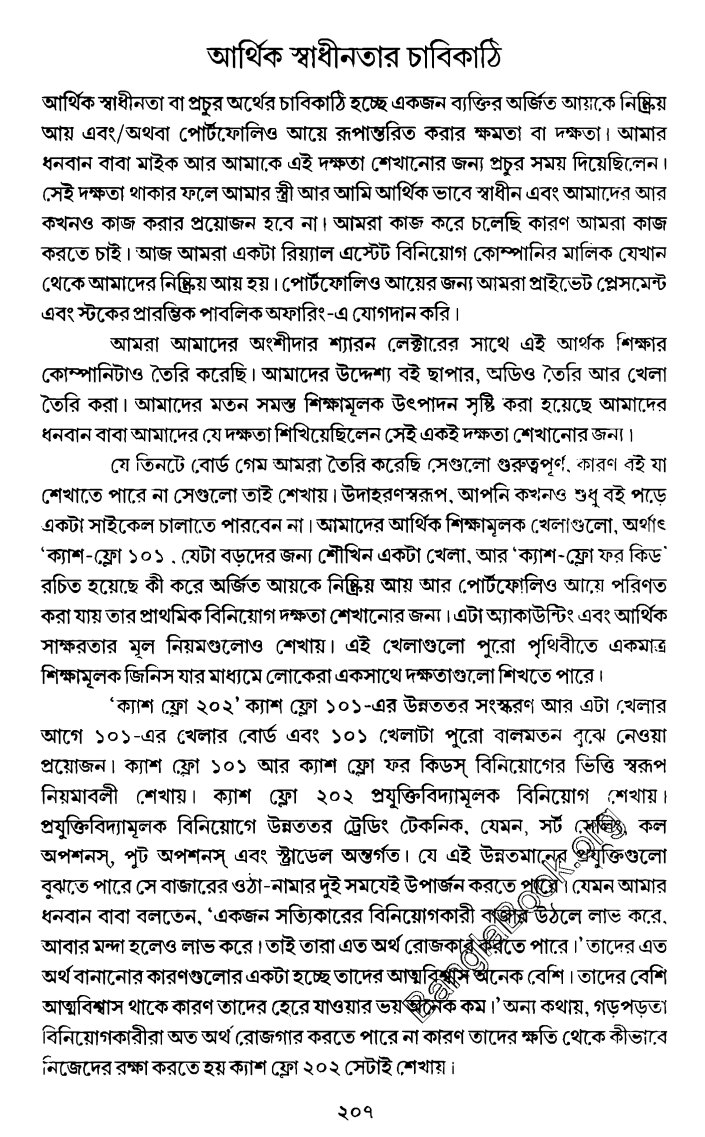 আর্থিক স্বাধীনতার চাবিকাঠি
আর্থিক স্বাধীনতা বা প্রচুর অর্থের চাবিকাঠি হচ্ছে একজন ব্যক্তির অর্জিত আয়কে নিষ্ক্রিয়
আয় এবং/অথবা পোর্টফোলিও আয়ে রূপান্তরিত করার ক্ষমতা বা দক্ষতা। আমার
ধনবান বাবা মাইক আর আমাকে এই দক্ষতা শেখানোর জন্য প্রচুর সময় দিয়েছিলেন।
সেই দক্ষতা থাকার ফলে আমার স্ত্রী আর আমি আর্থিক ভাবে স্বাধীন এবং আমাদের আর
কখনও কাজ করার প্রয়োজন হবে না। আমরা কাজ করে চলেছি কারণ আমরা কাজ
করতে চাই। আজ আমরা একটা রিয়্যাল এস্টেট বিনিয়োগ কোম্পানির মালিক যেখান
থেকে আমাদের নিষ্ক্রিয় আয় হয়। পোর্টফোলিও আয়ের জন্য আমরা প্রাইভেট প্লেসমেন্ট
এবং স্টকের প্রারম্ভিক পাবলিক অফারিং-এ যোগদান করি।
আমরা আমাদের অংশীদার শ্যারন লেক্টারের সাথে এই আর্থক শিক্ষার
কোম্পানিটাও তৈরি করেছি। আমাদের উদ্দেশ্য বই ছাপার, অডিও তৈরি আর খেলা
তৈরি করা। আমাদের মতন সমস্ত শিক্ষামূলক উৎপাদন সৃষ্টি করা হয়েছে আমাদের
ধনবান বাবা আমাদের যে দক্ষতা শিখিয়েছিলেন সেই একই দক্ষতা শেখানোর জন্য।
যে তিনটে বোর্ড গেম আমরা তৈরি করেছি সেগুলো গুরুত্বপূর্ণ, কারণ বই যা
শেখাতে পারে না সেগুলো তাই শেখায়। উদাহরণস্বরূপ, আপনি কখনও শুধু বই পড়ে
একটা সাইকেল চালাতে পারবেন না। আমাদের আর্থিক শিক্ষামূলক খেলাগুলো, অর্থাৎ
‘ক্যাশ-ফ্লো ১০১ , যেটা বড়দের জন্য শৌখিন একটা খেলা, আর ‘ক্যাশ-ফ্লো ফর কিড’
রচিত হয়েছে কী করে অর্জিত আয়কে নিষ্ক্রিয় আয় আর পোর্টফোলিও আয়ে পরিণত
করা যায় তার প্রাথমিক বিনিয়োগ দক্ষতা শেখানোর জন্য। এটা অ্যাকাউন্টিং এবং আর্থিক
সাক্ষরতার মূল নিয়মগুলোও শেখায়। এই খেলাগুলো পুরো পৃথিবীতে একমাত্র
শিক্ষামূলক জিনিস যার মাধ্যমে লোকেরা একসাথে দক্ষতাগুলো শিখতে পারে।
‘ক্যাশ ফ্লো ২০২’ ক্যাশ ফ্লো ১০১-এর উন্নততর সংস্করণ আর এটা খেলার
আগে ১০১-এর খেলার বোর্ড এবং ১০১ খেলাটা পুরো বালমতন বুঝে নেওয়া
প্রয়োজন। ক্যাশ ফ্লো ১০১ আর ক্যাশ ফ্লো ফর কিডস্ বিনিয়োগের ভিত্তি স্বরূপ
নিয়মাবলী শেখায়। ক্যাশ ফ্লো ২০২ প্রযুক্তিবিদ্যামূলক বিনিয়োগ শেখায়।
প্রযুক্তিবিদ্যামূলক বিনিয়োগে উন্নততর ট্রেডিং টেকনিক, যেমন, সর্ট সেলিং, কল
অপশনস্, পুট অপশনস্ এবং স্ট্রাডেল অন্তর্গত। যে এই উন্নতমানের প্রযুক্তিগুলো
বুঝতে পারে সে বাজারের ওঠা-নামার দুই সময়েই উপার্জন করতে পারে। যেমন আমার
ধনবান বাবা বলতেন, ‘একজন সত্যিকারের বিনিয়োগকারী বাজার উঠলে লাভ করে,
আবার মন্দা হলেও লাভ করে। তাই তারা এত অর্থ রোজকার করতে পারে।’ তাদের এত
অর্থ বানানোর কারণগুলোর একটা হচ্ছে তাদের আত্মবিশ্বাস অনেক বেশি। তাদের বেশি
আত্মবিশ্বাস থাকে কারণ তাদের হেরে যাওয়ার ভয় অনেক কম।’ অন্য কথায়, গড়পড়তা
বিনিয়োগকারীরা অত অর্থ রোজগার করতে পারে না কারণ তাদের ক্ষতি থেকে কীভাবে
নিজেদের রক্ষা করতে হয় ক্যাশ ফ্লো ২০২ সেটাই শেখায়।
BanglaBook.org
২০৭